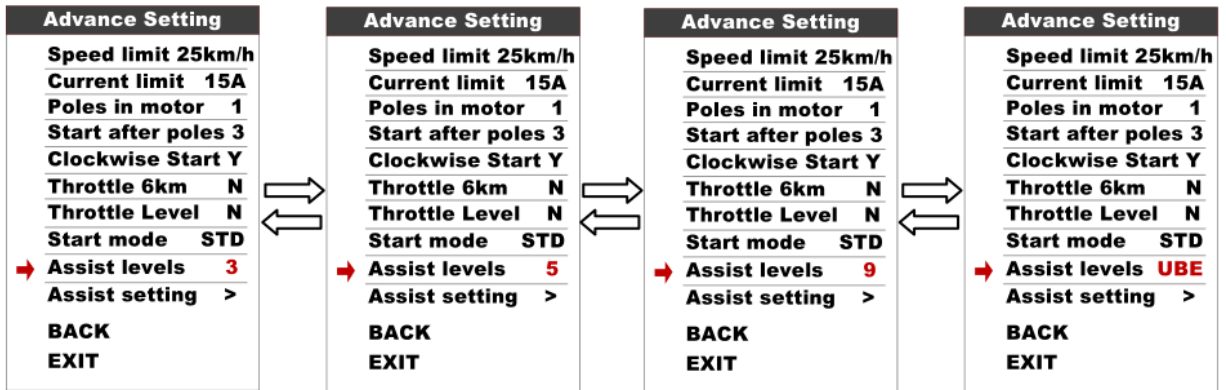 Advance Setting
Speed limit 25km/h
Current limit 15A
Poles in motor 1
Start after poles 3
Clockwise Start Y
Throttle 6km N
Throttle Level N
Start mode STD
Assist levels 3
Assist setting >
BACK
EXIT
Advance Setting
Speed limit 25km/h
Current limit 15A
Poles in motor 1
Start after poles 3
Clockwise Start Y
Throttle 6km N
Throttle Level N
Start mode STD
Assist levels 5
Assist setting >
BACK
EXIT
Advance Setting
Speed limit 25km/h
Current limit 15A
Poles in motor 1
Start after poles 3
Clockwise Start Y
Throttle 6km N
Throttle Level N
Start mode STD
Assist levels 9
Assist setting >
BACK
EXIT
Advance Setting
Speed limit 25km/h
Current limit 15A
Poles in motor 1
Start after poles 3
Clockwise Start Y
Throttle 6km N
Throttle Level N
Start mode STD
Assist levels UBE
Assist setting >
BACK
EXIT